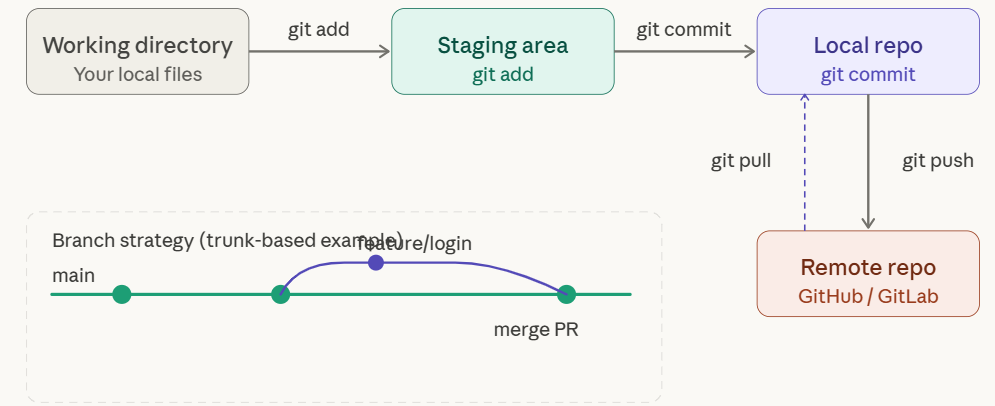 git add
git commit
Working directory
Your local files
Staging area
git add
Local repo
git commit
git pull
git push
Branch strategy (trunk-based example)
feature/login
main
merge PR
Remote repo
GitHub / GitLab